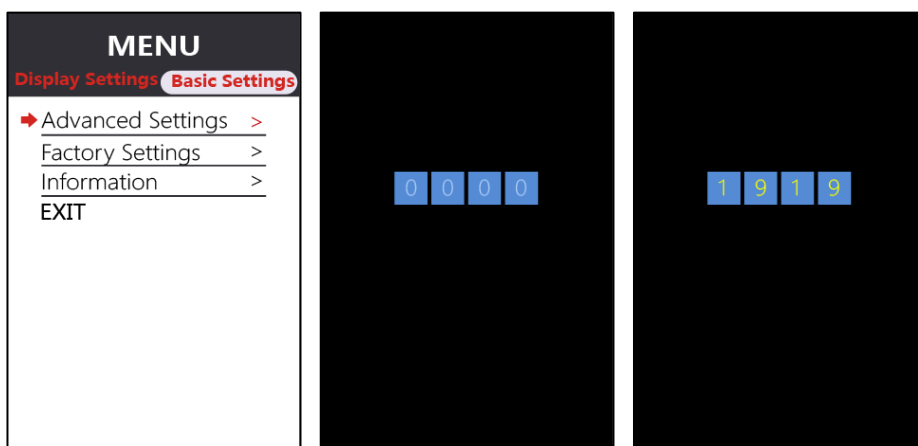 MENU
Display Settings Basic Settings
Advanced Settings >
Factory Settings >
Information >
EXIT
0 0 0 0
1 9 1 9